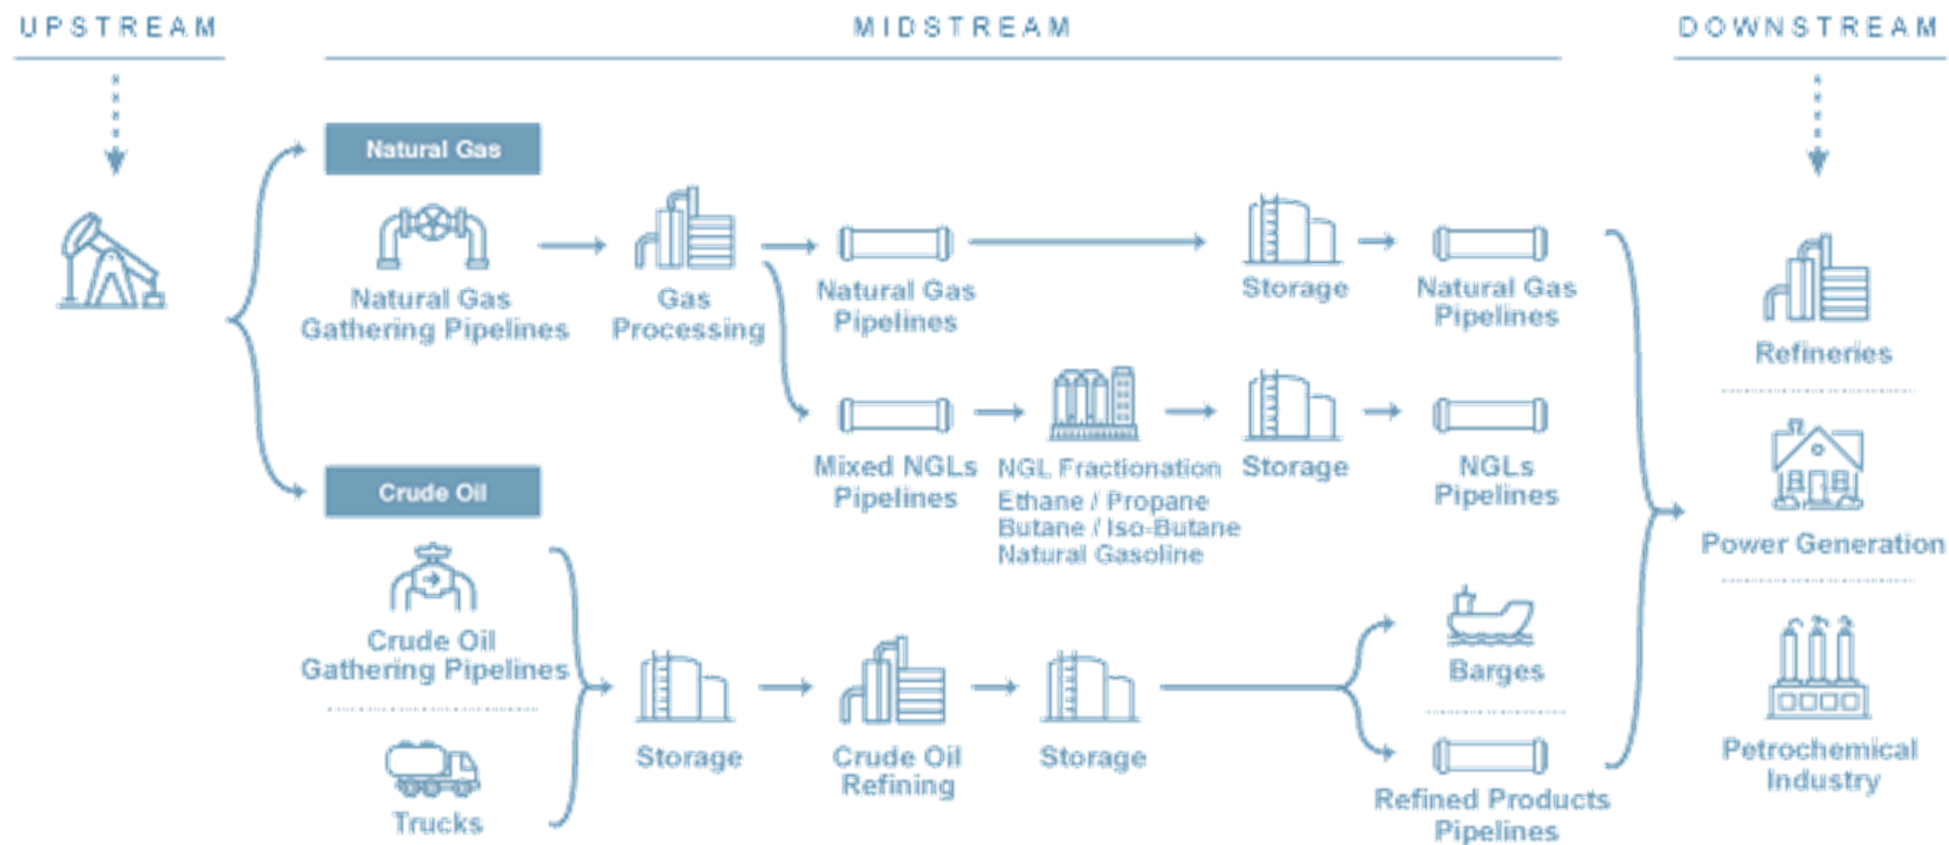 UPSTREAM
MIDSTREAM
DOWNSTREAM
Natural Gas
Natural Gas
Gathering Pipelines
Gas
Processing
Natural Gas
Pipelines
Storage
Natural Gas
Pipelines
Mixed NGLs
Pipelines
NGL Fractionation
Ethane / Propane
Butane / Iso-Butane
Natural Gasoline
Storage
NGLs
Pipelines
Crude Oil
Crude Oil
Gathering Pipelines
Trucks
Storage
Crude Oil
Refining
Storage
Barges
Refined Products
Pipelines
Refineries
Power Generation
Petrochemical
Industry